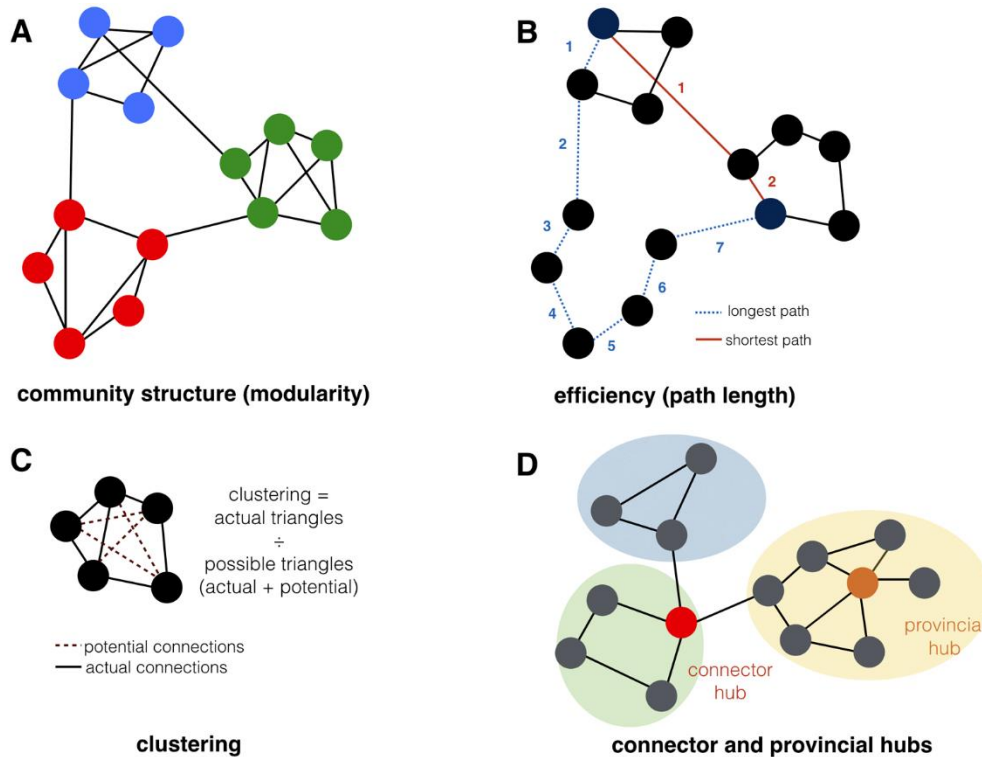 A
community structure (modularity)
B
1
1
2
2
3
7
6
4
5
longest path
shortest path
efficiency (path length)
C
clustering =
actual triangles
÷
possible triangles
(actual + potential)
potential connections
actual connections
clustering
D
provincial
hub
connector
hub
connector and provincial hubs